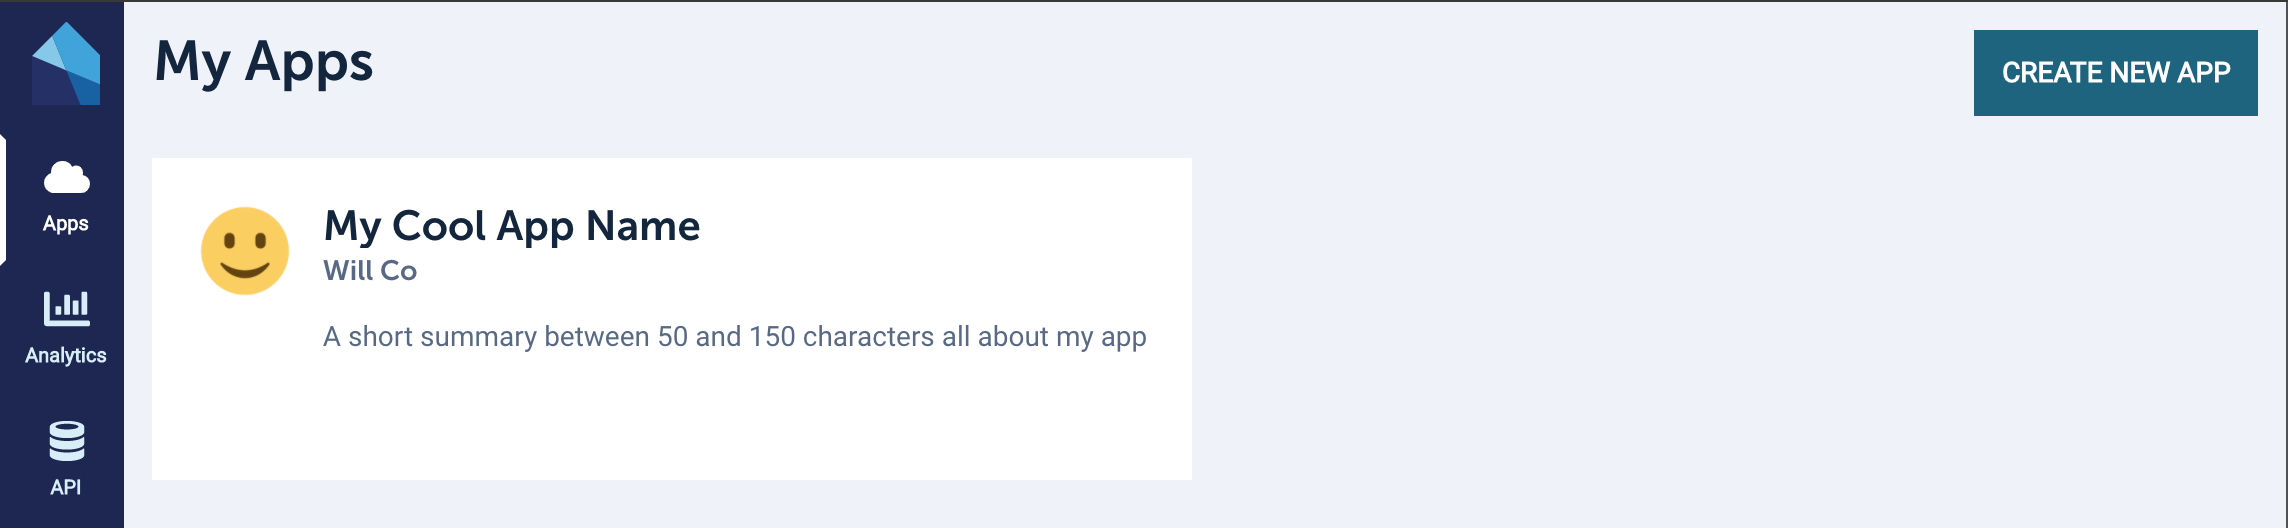 My Apps
CREATE NEW APP
Apps
Analytics
API
My Cool App Name
Will Co
A short summary between 50 and 150 characters all about my app